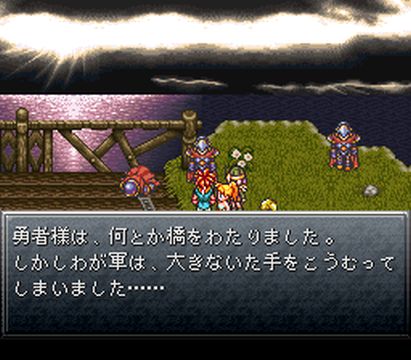 勇者様は、何とか橋をわたりました。
しかしわが軍は、大きないた手をこうむって
しまいました……